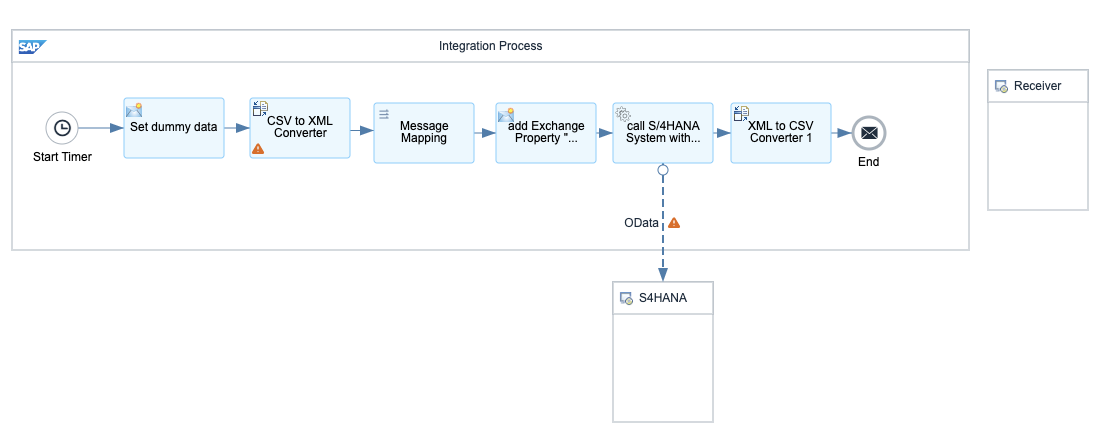 SAP
Integration Process
Receiver
Start Timer
Set dummy data
CSV to XML
Converter
Message
Mapping
add Exchange
Property "...
call S/4HANA
System with...
XML to CSV
Converter 1
End
OData
S4HANA